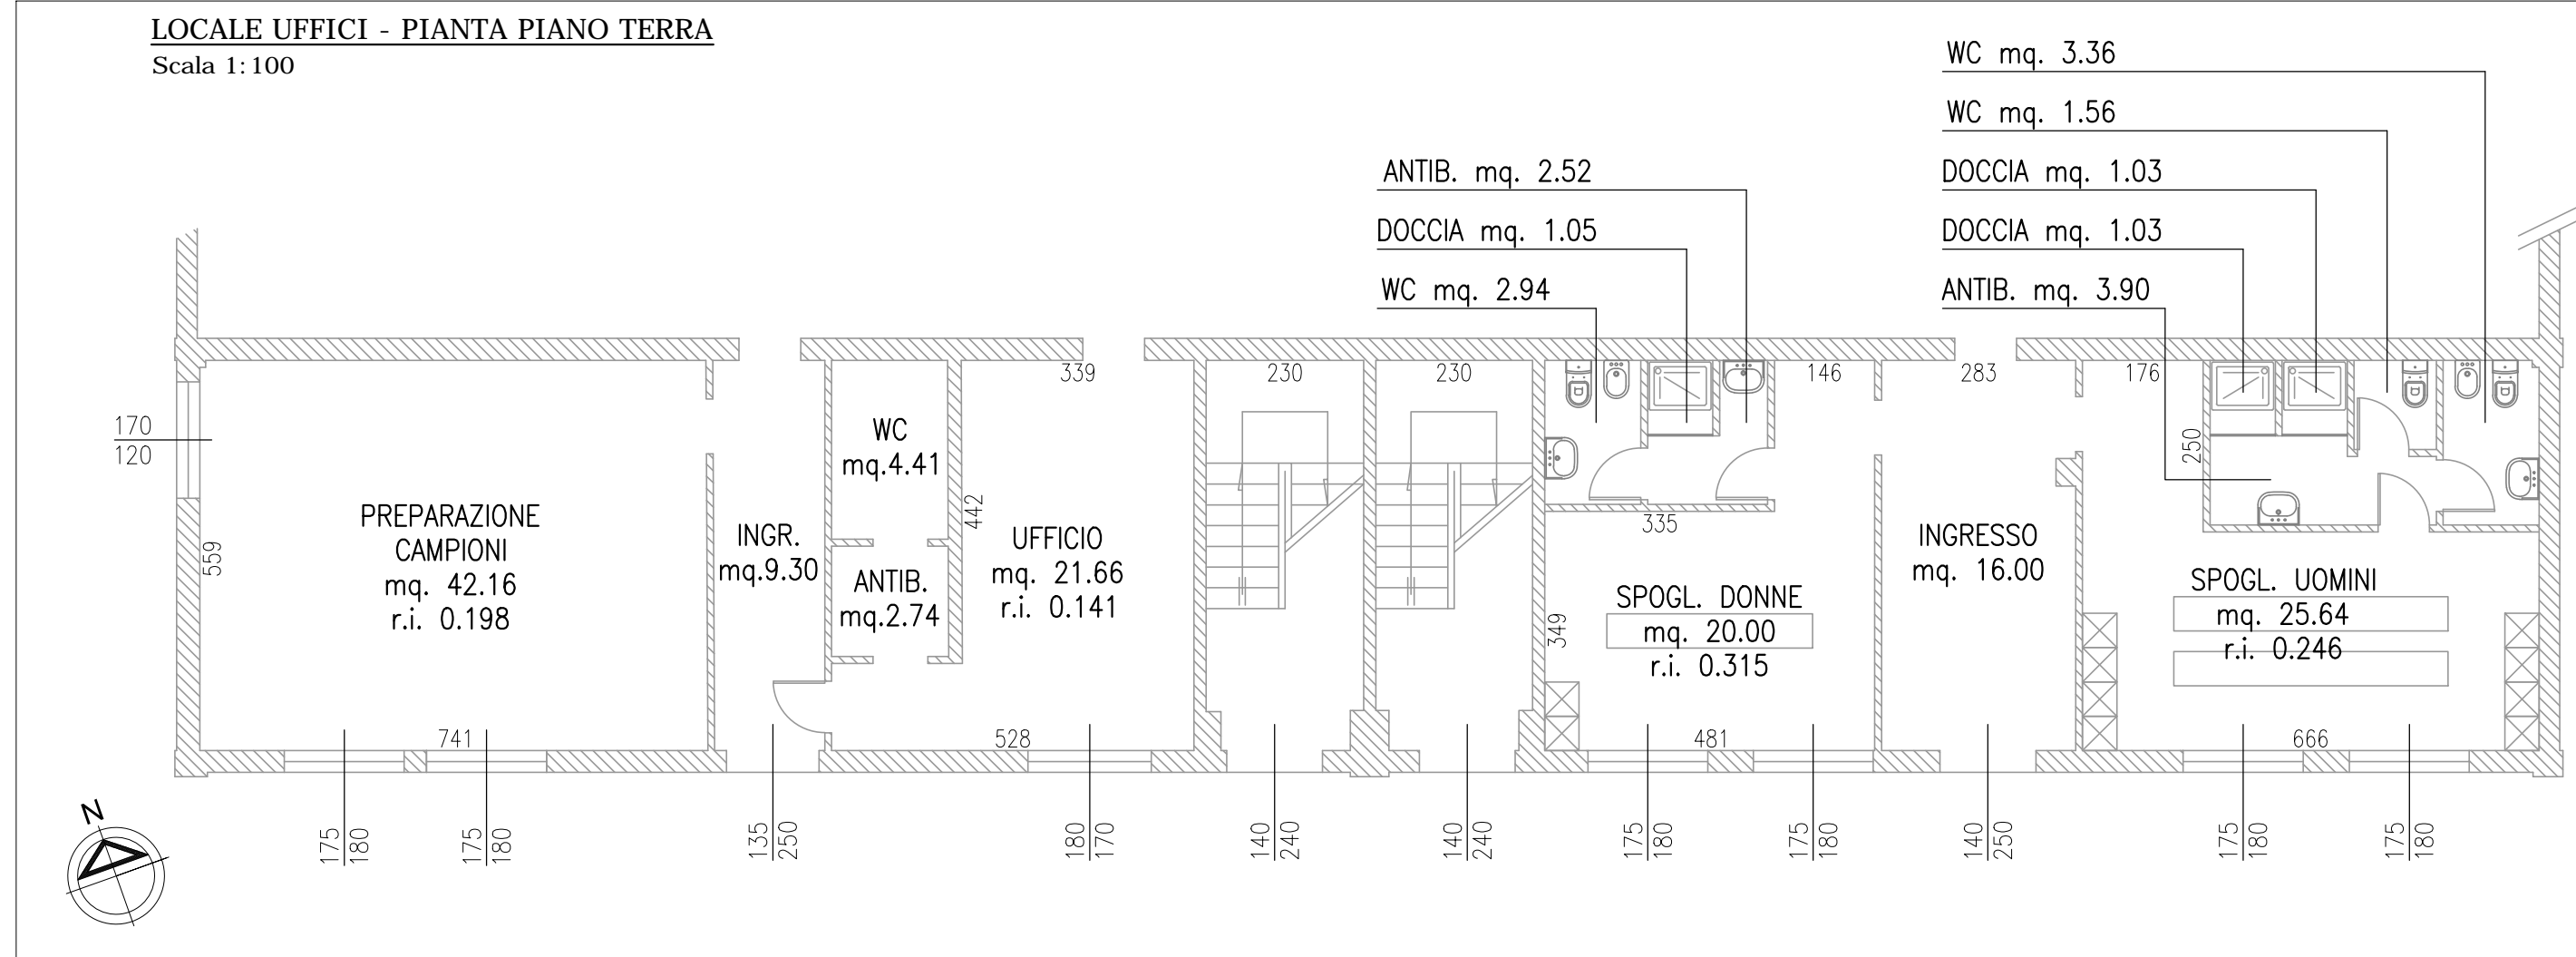 LOCALE UFFICI - PIANTA PIANO TERRA
Scala 1:100
WC mq. 3.36
WC mq. 1.56
ANTIB. mq. 2.52
DOCCIA mq. 1.03
DOCCIA mq. 1.05
DOCCIA mq. 1.03
WC mq. 2.94
ANTIB. mq. 3.90
339
230
230
146
283
176
170
120
WC
mq.4.41
250
PREPARAZIONE
CAMPIONI
mq. 42.16
r.i. 0.198
559
442
INGR.
mq.9.30
ANTIB.
mq.2.74
UFFICIO
mq. 21.66
r.i. 0.141
335
349
SPOGL. DONNE
mq. 20.00
r.i. 0.315
INGRESSO
mq. 16.00
SPOGL. UOMINI
mq. 25.64
r.i. 0.246
741
528
481
666
N
175
180
175
180
135
250
180
170
140
240
140
240
175
180
175
180
140
250
175
180
175
180